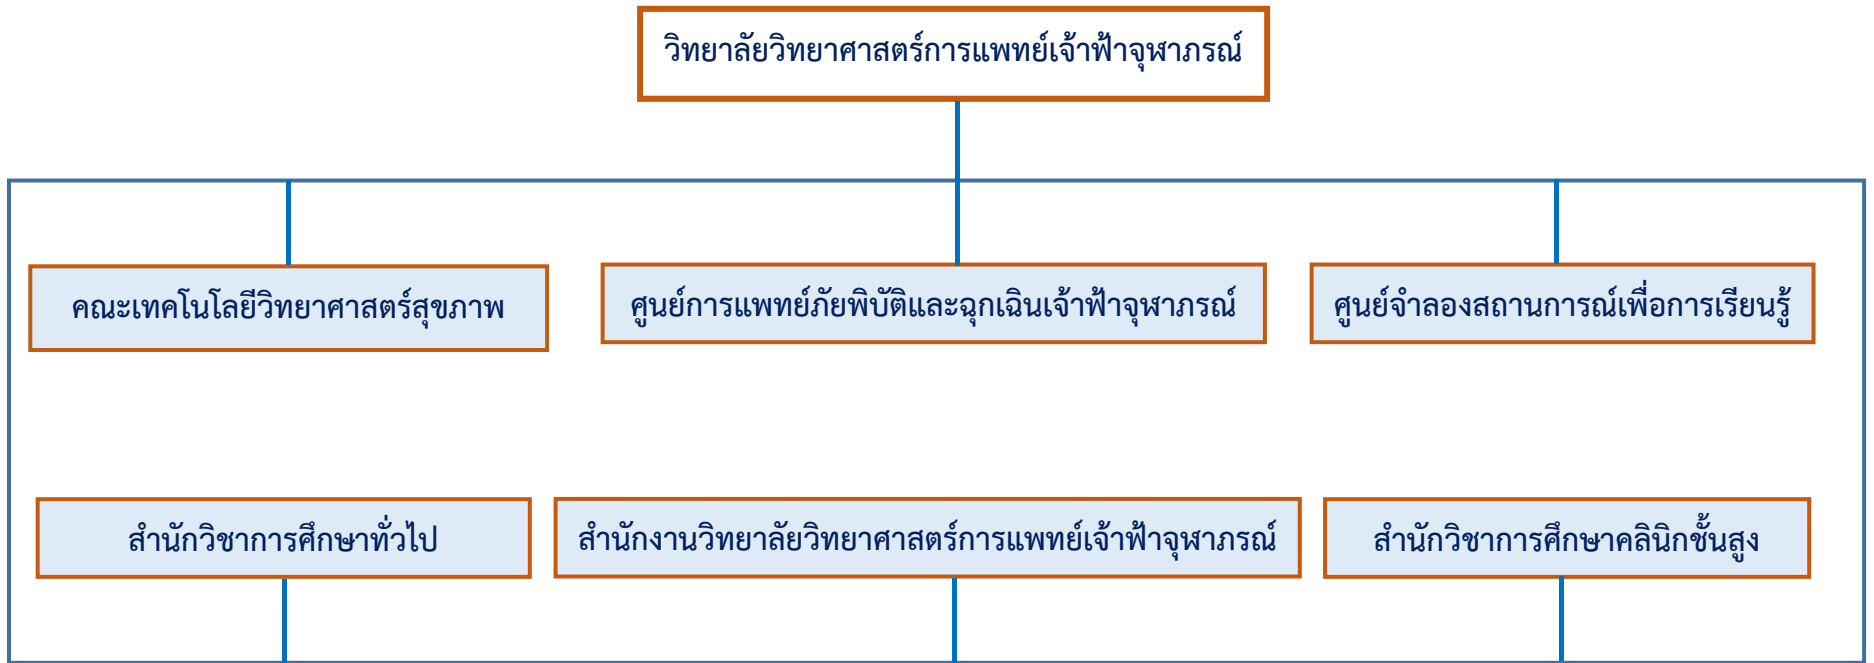 วิทยาลัยวิทยาศาสตร์การแพทย์เจ้าฟ้าจุฬาภรณ์
คณะเทคโนโลยีวิทยาศาสตร์สุขภาพ
ศูนย์การแพทย์ภัยพิบัติและฉุกเฉินเจ้าฟ้าจุฬาภรณ์
ศูนย์จำลองสถานการณ์เพื่อการเรียนรู้
สำนักวิชาการศึกษาทั่วไป
สำนักงานวิทยาลัยวิทยาศาสตร์การแพทย์เจ้าฟ้าจุฬาภรณ์
สำนักวิชาการศึกษาคลินิกชั้นสูง